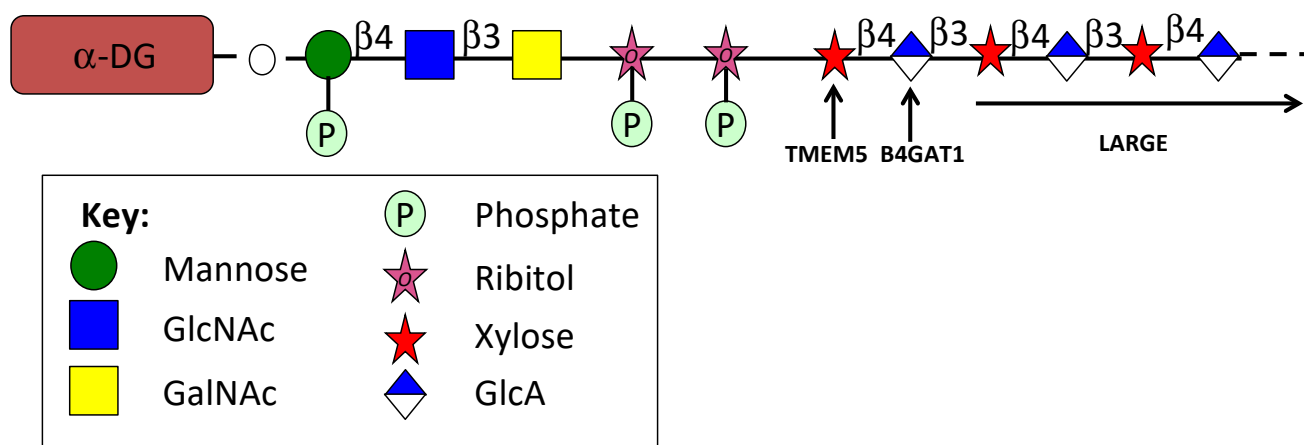 α-DG β4 β3 β4 β3 β4 β3 β4
o o
P P P
TMEM5 B4GAT1 LARGE
Key:
P Phosphate
Mannose
o Ribitol
GlcNAc
Xylose
GalNAc
GlcA